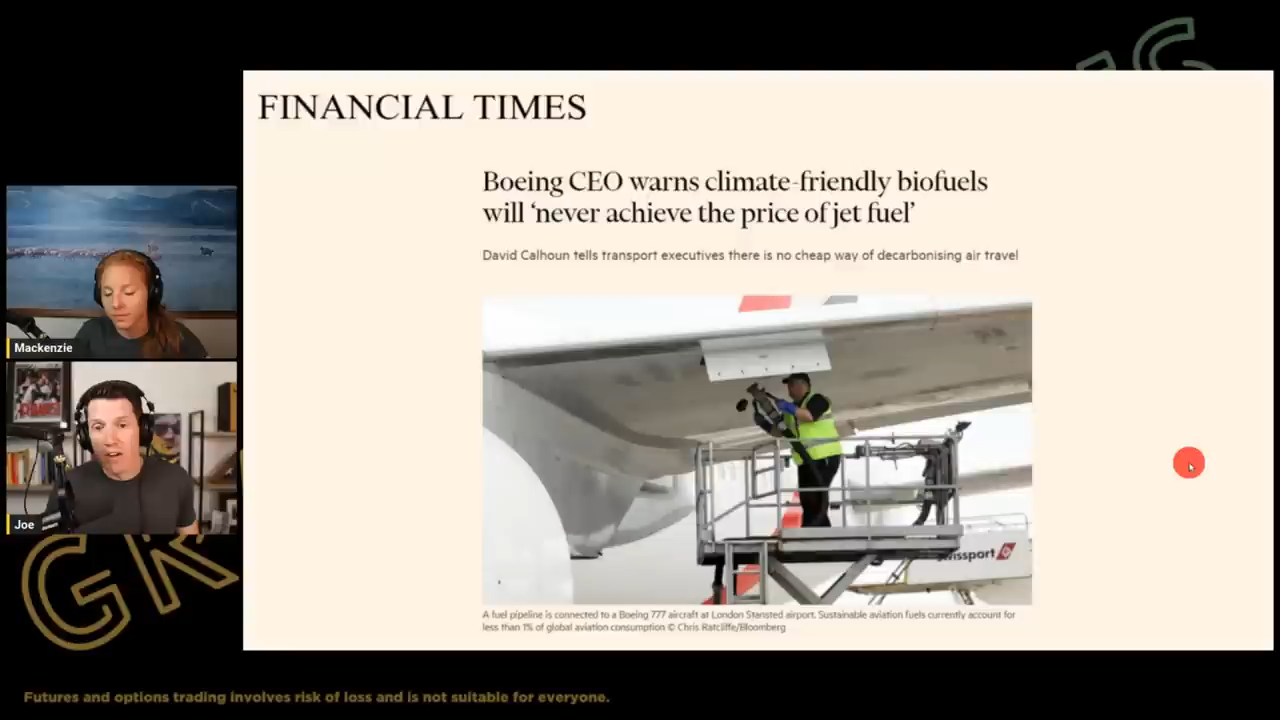 FINANCIAL TIMES
Boeing CEO warns climate-friendly biofuels
will ‘never achieve the price of jet fuel’
David Calhoun tells transport executives there is no cheap way of decarbonising air travel
Mackenzie
Joe
swissport
A fuel pipeline is connected to a Boeing 777 aircraft at London Stansted airport. Sustainable aviation fuels currently account for
less than 1% of global aviation consumption © Chris Ratcliffe/Bloomberg
GR
Futures and options trading involves risk of loss and is not suitable for everyone.